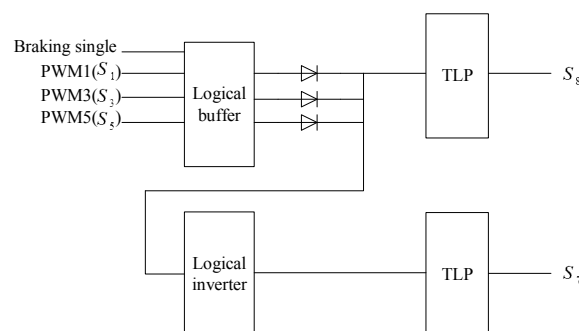 Braking single
PWM1(S₁)
PWM3(S₃)
PWM5(S₅)
Logical
buffer
TLP
S₈
Logical
inverter
TLP
S₇